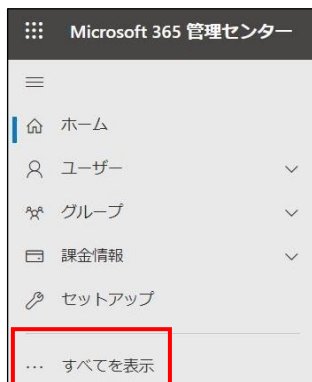 Microsoft 365 管理センター
ホーム
ユーザー
グループ
課金情報
セットアップ
… すべてを表示